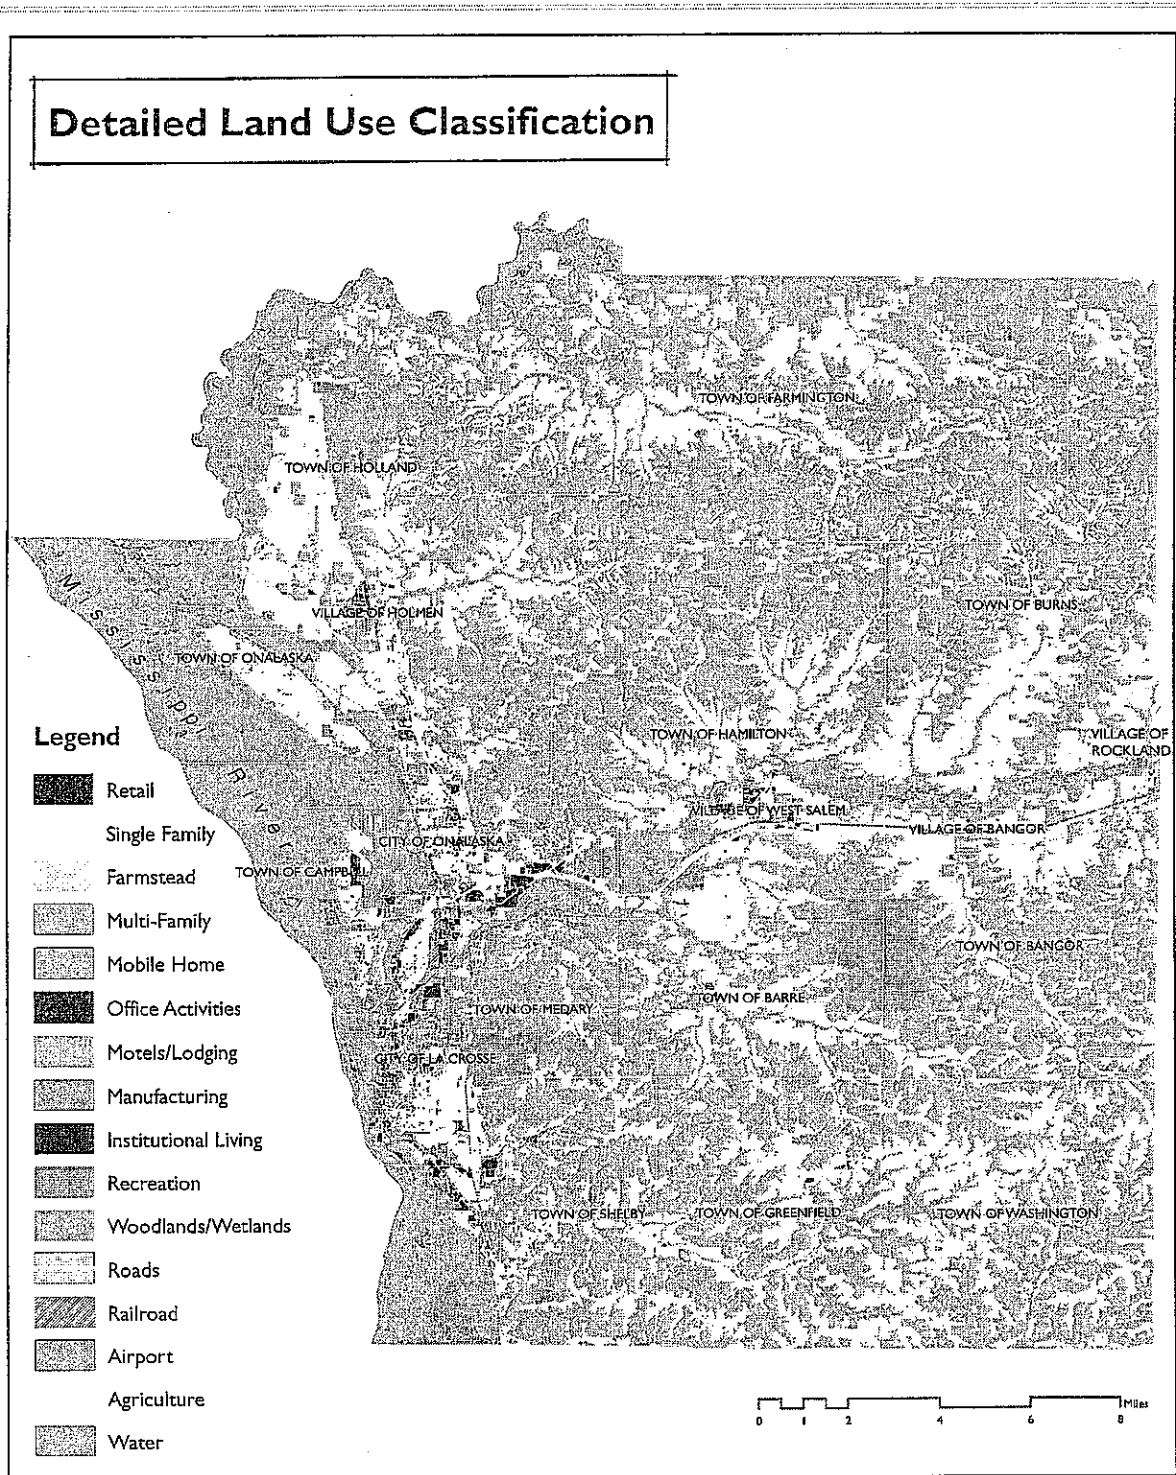 Detailed Land Use Classification
TOWN OF FARMINGTON
TOWN OF HOLLAND
VILLAGE OF HOLMEN
TOWN OF BURNS
Mississippi River
TOWN OF ONALASKA
TOWN OF HAMILTON
VILLAGE OF
ROCKLAND
VILLAGE OF WEST SALEM
VILLAGE OF BANGOR
CITY OF ONALASKA
TOWN OF CAMPBELL
TOWN OF BANGOR
TOWN OF BARRE
TOWN OF MEDARY
CITY OF LA CROSSE
TOWN OF SHELBY
TOWN OF GREENFIELD
TOWN OF WASHINGTON
Legend
Retail
Single Family
Farmstead
Multi-Family
Mobile Home
Office Activities
Motels/Lodging
Manufacturing
Institutional Living
Recreation
Woodlands/Wetlands
Roads
Railroad
Airport
Agriculture
Water
Miles
0 1 2 4 6 8